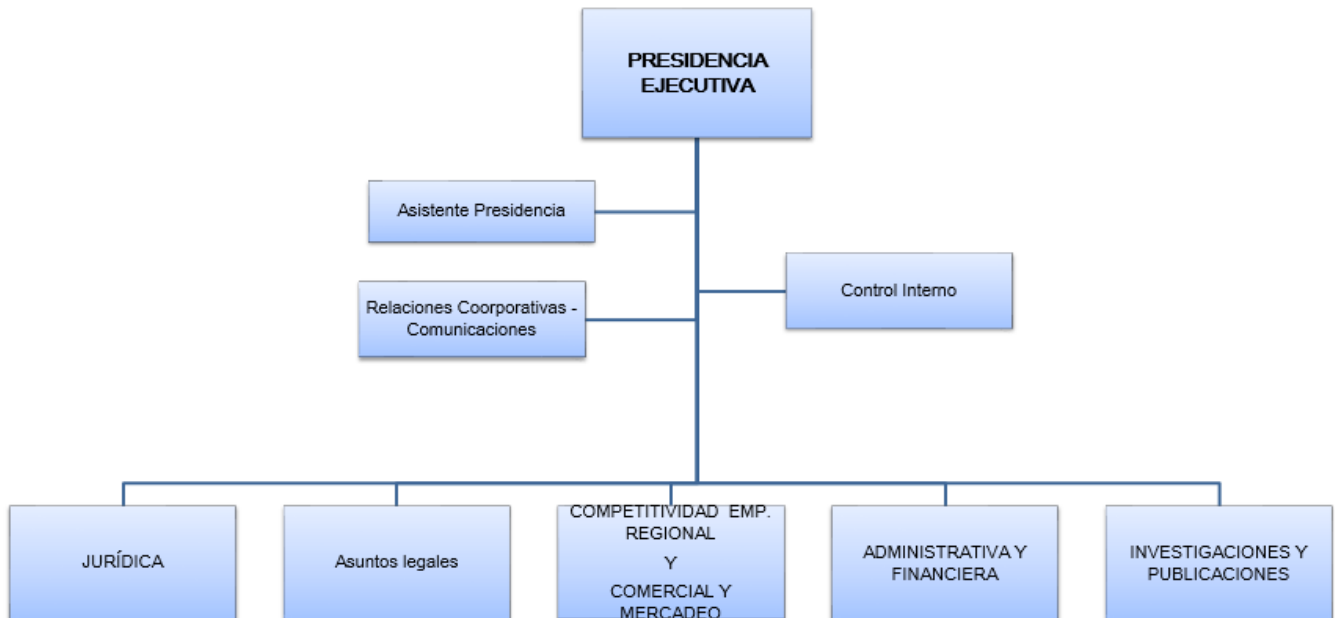 PRESIDENCIA
EJECUTIVA
Asistente Presidencia
Control Interno
Relaciones Coorporativas -
Comunicaciones
JURÍDICA
Asuntos legales
COMPETITIVIDAD EMP.
REGIONAL
Y
COMERCIAL Y
MERCADEO
ADMINISTRATIVA Y
FINANCIERA
INVESTIGACIONES Y
PUBLICACIONES